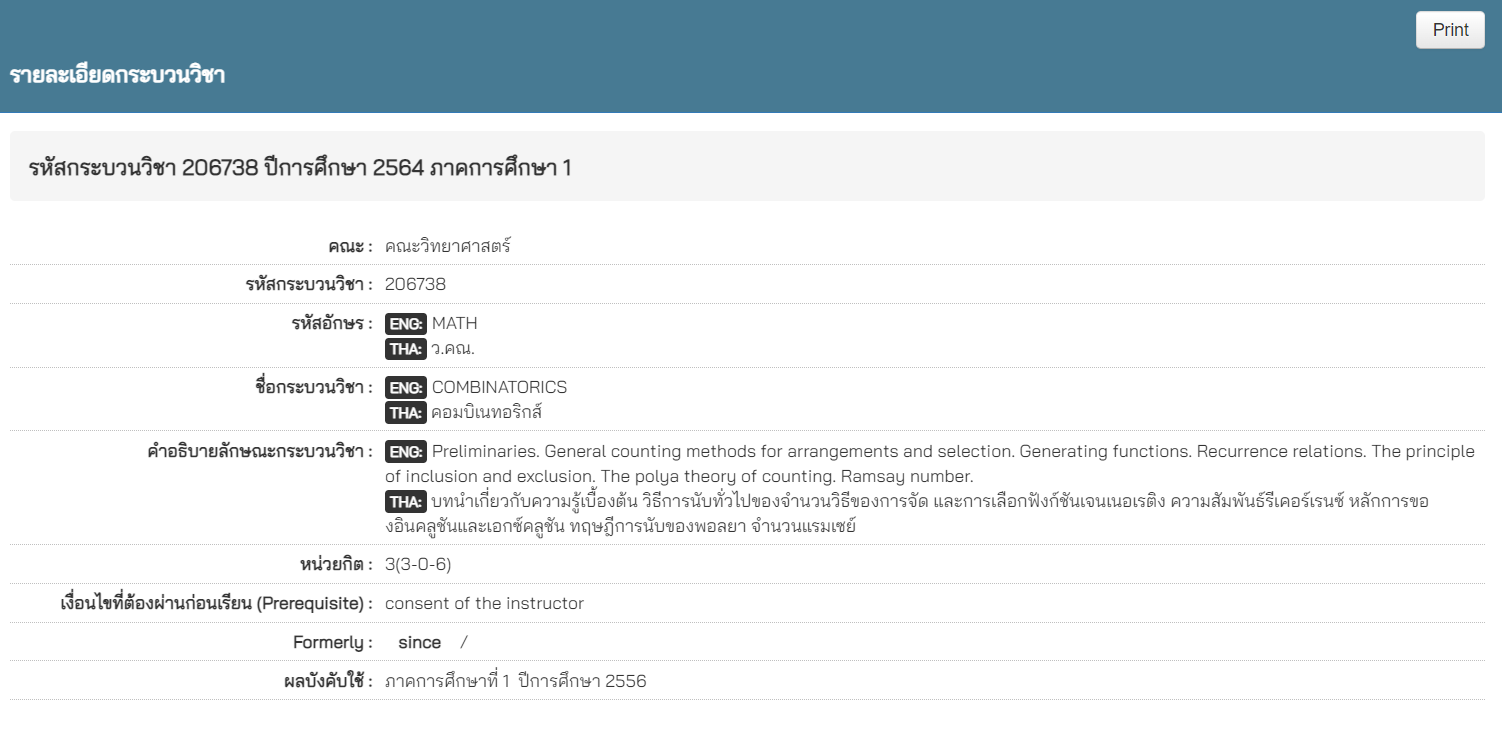 Print
รายละเอียดกระบวนวิชา
รหัสกระบวนวิชา 206738 ปีการศึกษา 2564 ภาคการศึกษา 1
คณะ : คณะวิทยาศาสตร์
รหัสกระบวนวิชา : 206738
รหัสอักษร : ENG: MATH
THA: ว.คณ.
ชื่อกระบวนวิชา : ENG: COMBINATORICS
THA: คอมบิเนทอริกส์
คำอธิบายลักษณะกระบวนวิชา : ENG: Preliminaries. General counting methods for arrangements and selection. Generating functions. Recurrence relations. The principle
of inclusion and exclusion. The polya theory of counting. Ramsay number.
THA: บทนำเกี่ยวกับความรู้เบื้องต้น วิธีการนับทั่วไปของจำนวนวิธีของการจัด และการเลือกฟังก์ชันเจนเนอเรติง ความสัมพันธ์รีเคอร์เรนซ์ หลักการขอ
งอินคลูชันและเอกซ์คลูชัน ทฤษฎีการนับของพอลยา จำนวนแรมเซย์
หน่วยกิต : 3(3-0-6)
เงื่อนไขที่ต้องผ่านก่อนเรียน (Prerequisite) : consent of the instructor
Formerly : since /
ผลบังคับใช้ : ภาคการศึกษาที่ 1 ปีการศึกษา 2556